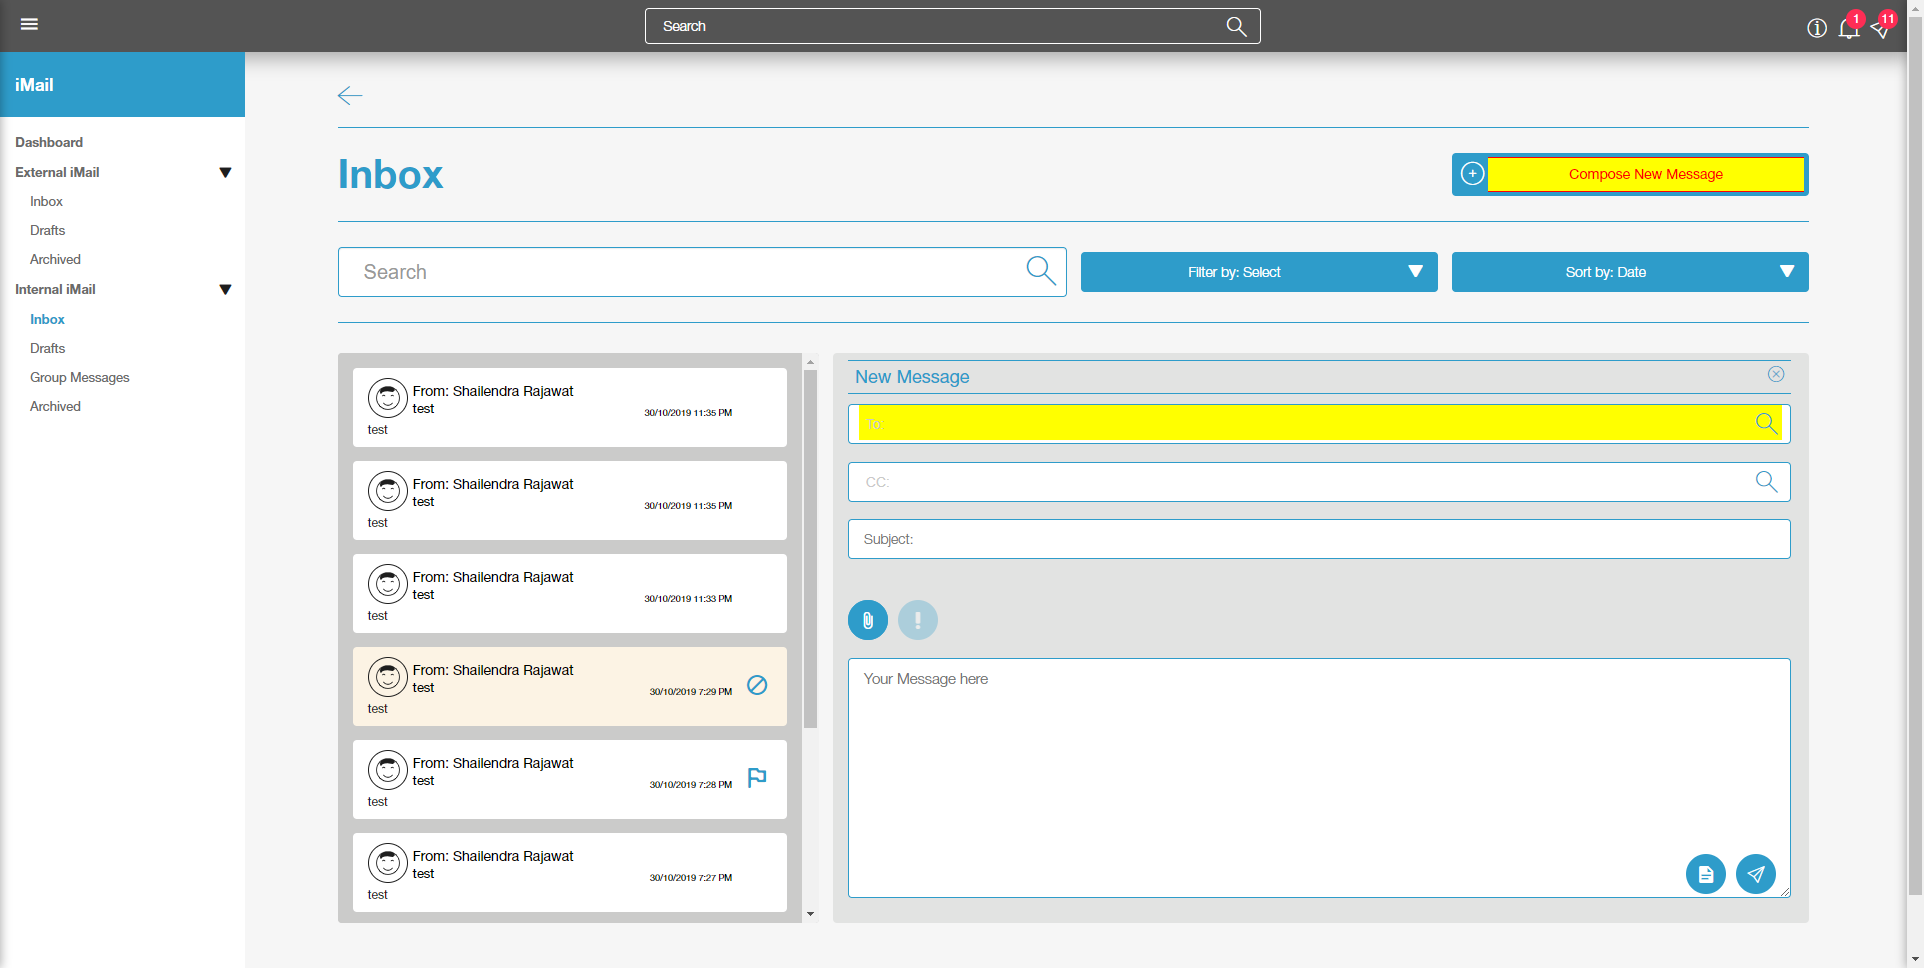 Search
1
11
iMail
Dashboard
External iMail
Inbox
Drafts
Archived
Internal iMail
Inbox
Drafts
Group Messages
Archived
Inbox
Compose New Message
Search
Filter by: Select
Sort by: Date
From: Shailendra Rajawat
test
30/10/2019 11:35 PM
test
From: Shailendra Rajawat
test
30/10/2019 11:35 PM
test
From: Shailendra Rajawat
test
30/10/2019 11:33 PM
test
From: Shailendra Rajawat
test
30/10/2019 7:29 PM
test
From: Shailendra Rajawat
test
30/10/2019 7:28 PM
test
From: Shailendra Rajawat
test
30/10/2019 7:27 PM
test
New Message
To:
CC:
Subject:
Your Message here